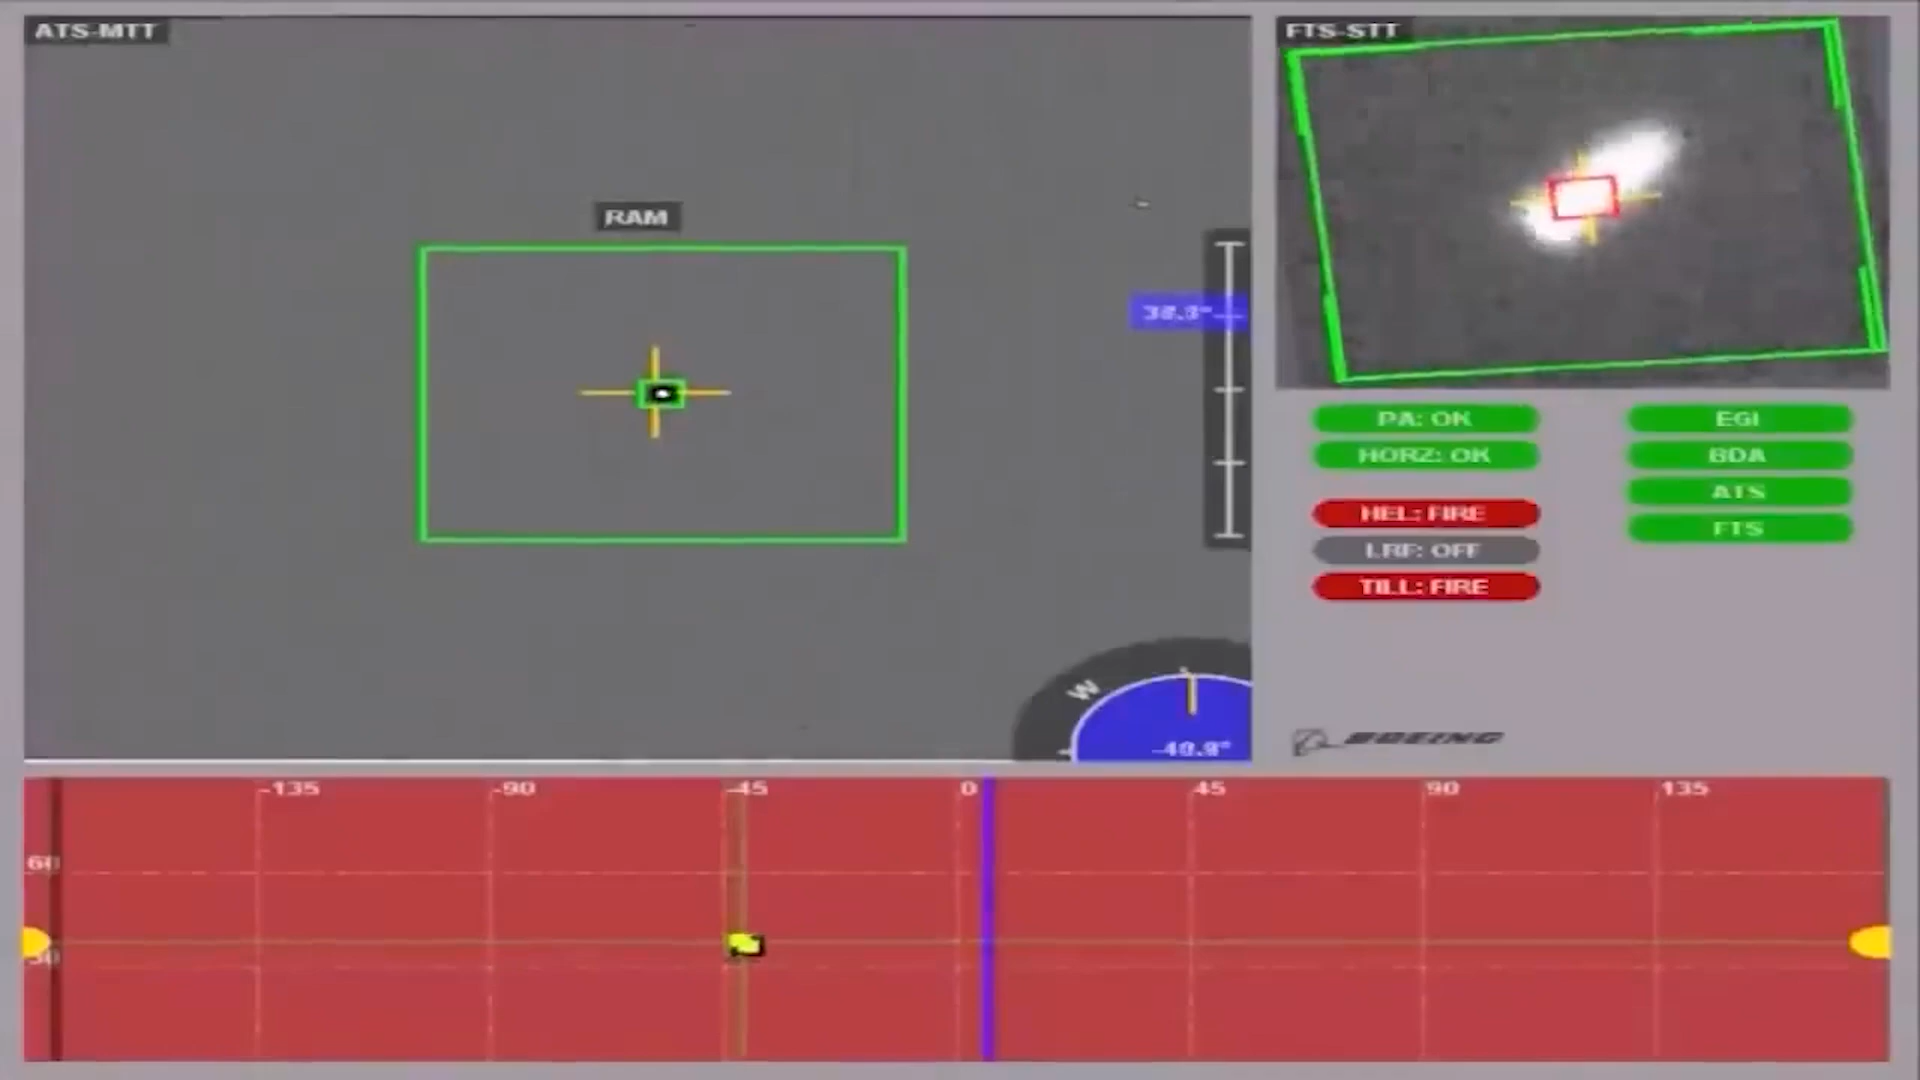 ATS-MTT
RAM
38.3°
W
-40.9°
FTS-STT
PA: OK
HORZ: OK
HEL: FIRE
LRF: OFF
TILL: FIRE
EGI
BDA
ATS
FTS
BOEING
-135
-90
-45
0
45
90
135
60
30